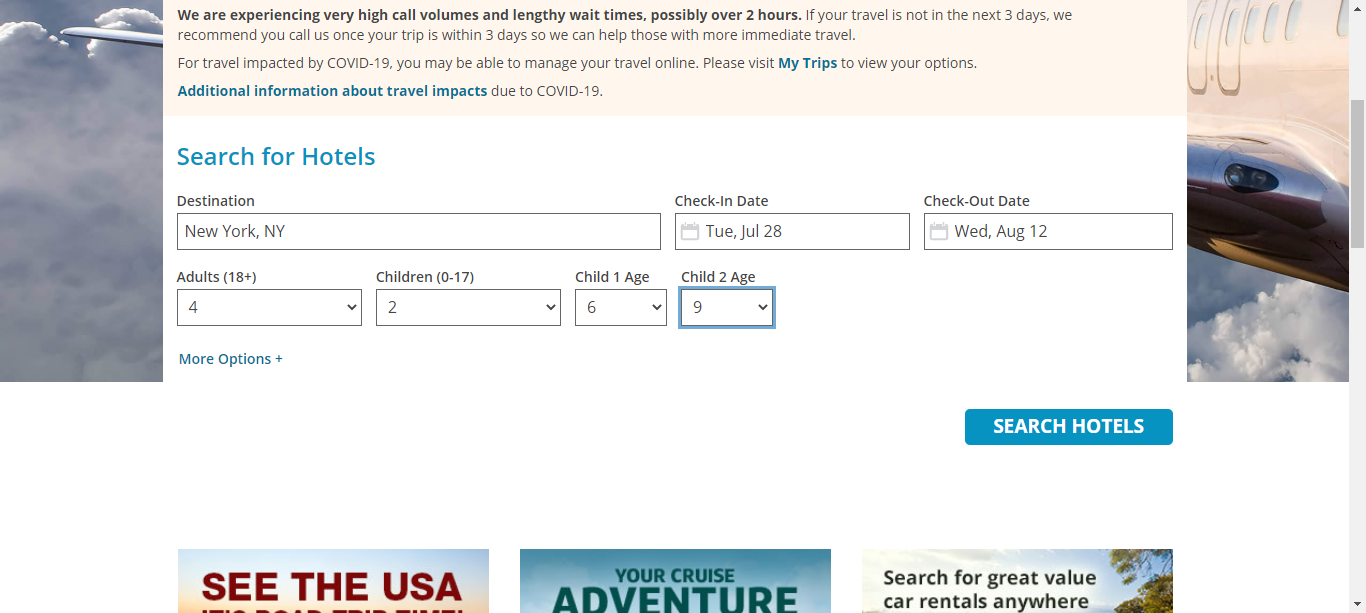 We are experiencing very high call volumes and lengthy wait times, possibly over 2 hours. If your travel is not in the next 3 days, we
recommend you call us once your trip is within 3 days so we can help those with more immediate travel.
For travel impacted by COVID-19, you may be able to manage your travel online. Please visit My Trips to view your options.
Additional information about travel impacts due to COVID-19.
Search for Hotels
Destination
Check-In Date
Check-Out Date
New York, NY
Tue, Jul 28
Wed, Aug 12
Adults (18+)
Children (0-17)
Child 1 Age
Child 2 Age
4
2
6
9
More Options +
SEARCH HOTELS
SEE THE USA
IT'S ROAD TRIP TIME!
YOUR CRUISE
ADVENTURE
Search for great value
car rentals anywhere